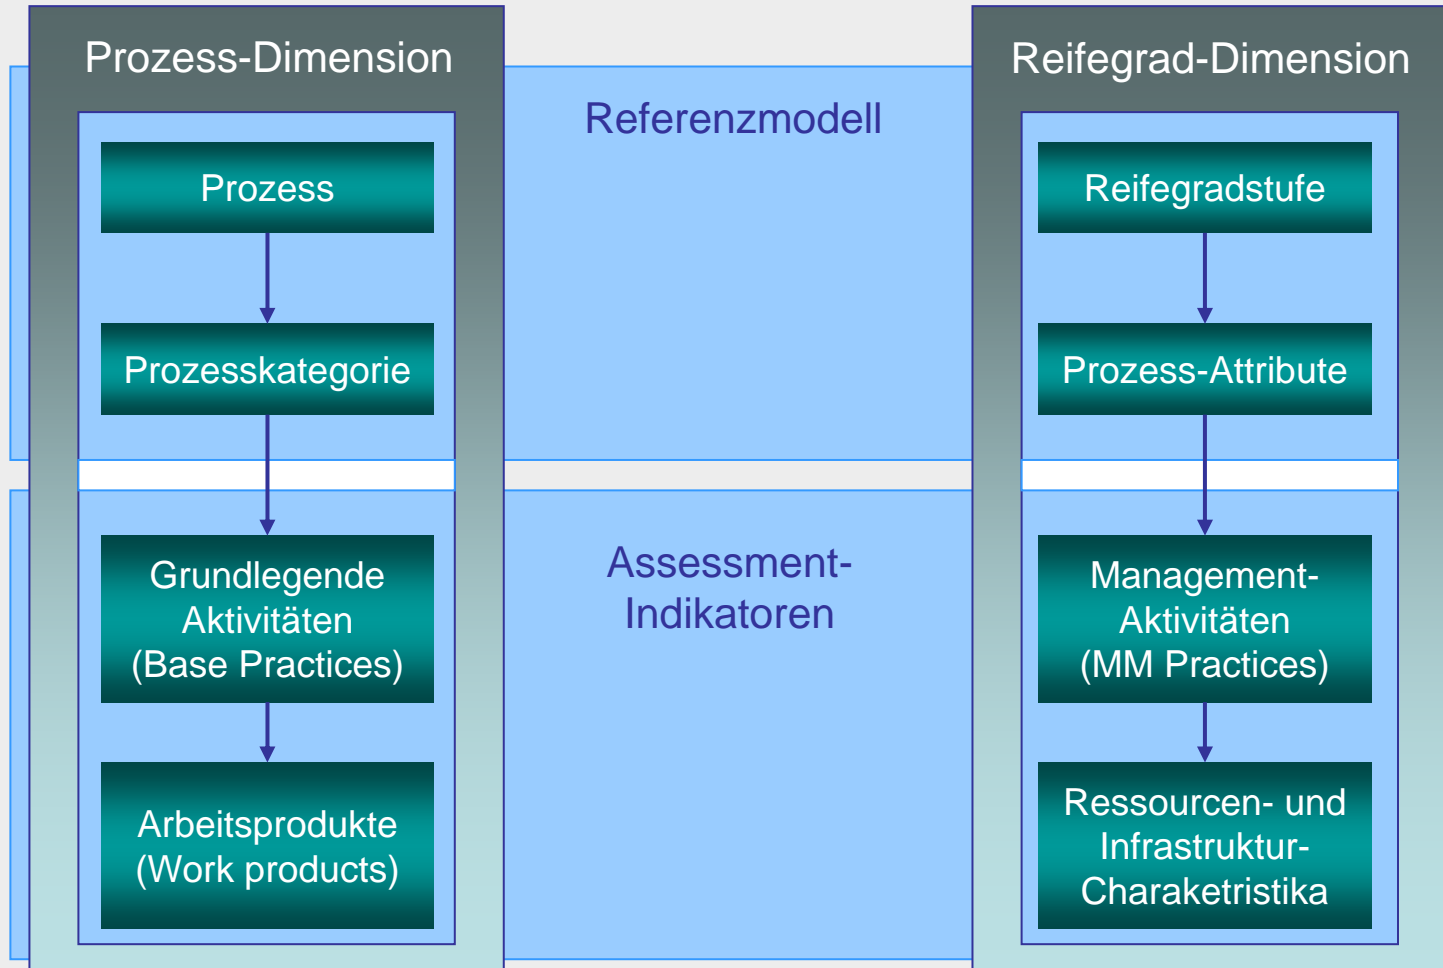 Prozess-Dimension
Prozess
Prozesskategorie
Grundlegende
Aktivitäten
(Base Practices)
Arbeitsprodukte
(Work products)
Referenzmodell
Assessment-
Indikatoren
Reifegrad-Dimension
Reifegradstufe
Prozess-Attribute
Management-
Aktivitäten
(MM Practices)
Ressourcen- und
Infrastruktur-
Charaketristika